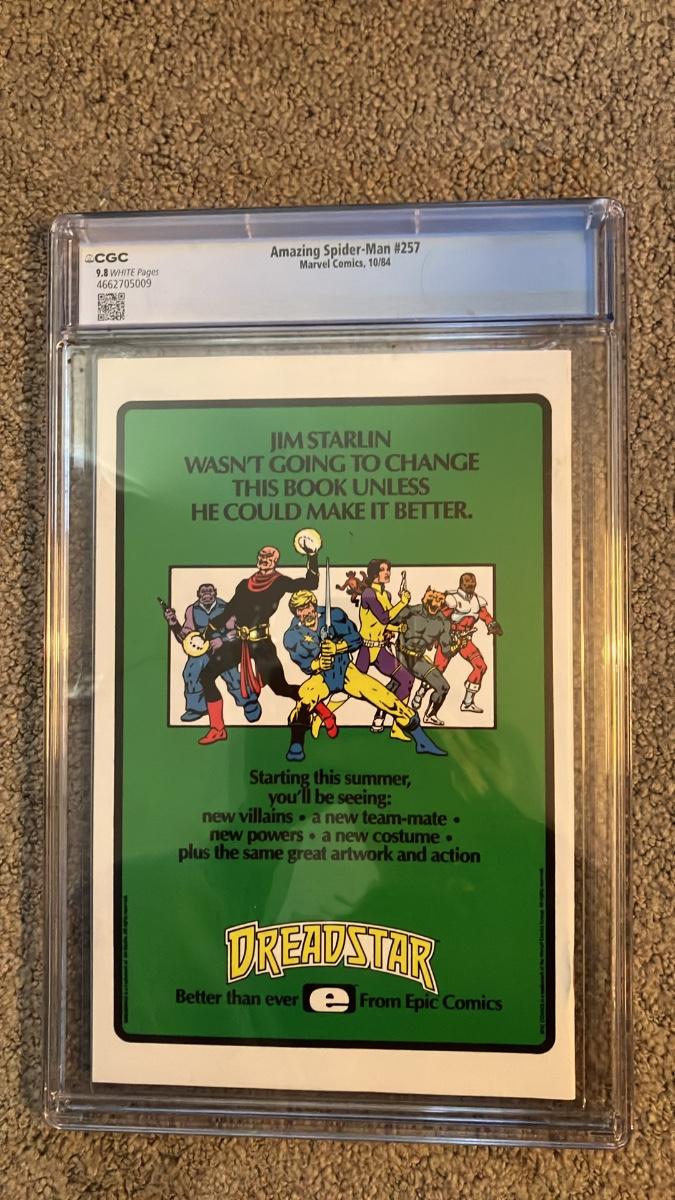 CGC
Amazing Spider-Man #257
Marvel Comics, 10/84
9.8 WHITE Pages
4662705009
JIM STARLIN
WASN'T GOING TO CHANGE
THIS BOOK UNLESS
HE COULD MAKE IT BETTER.
Starting this summer,
you'll be seeing:
new villains • a new team-mate •
new powers • a new costume •
plus the same great artwork and action
DREADSTAR
Better than ever e From Epic Comics